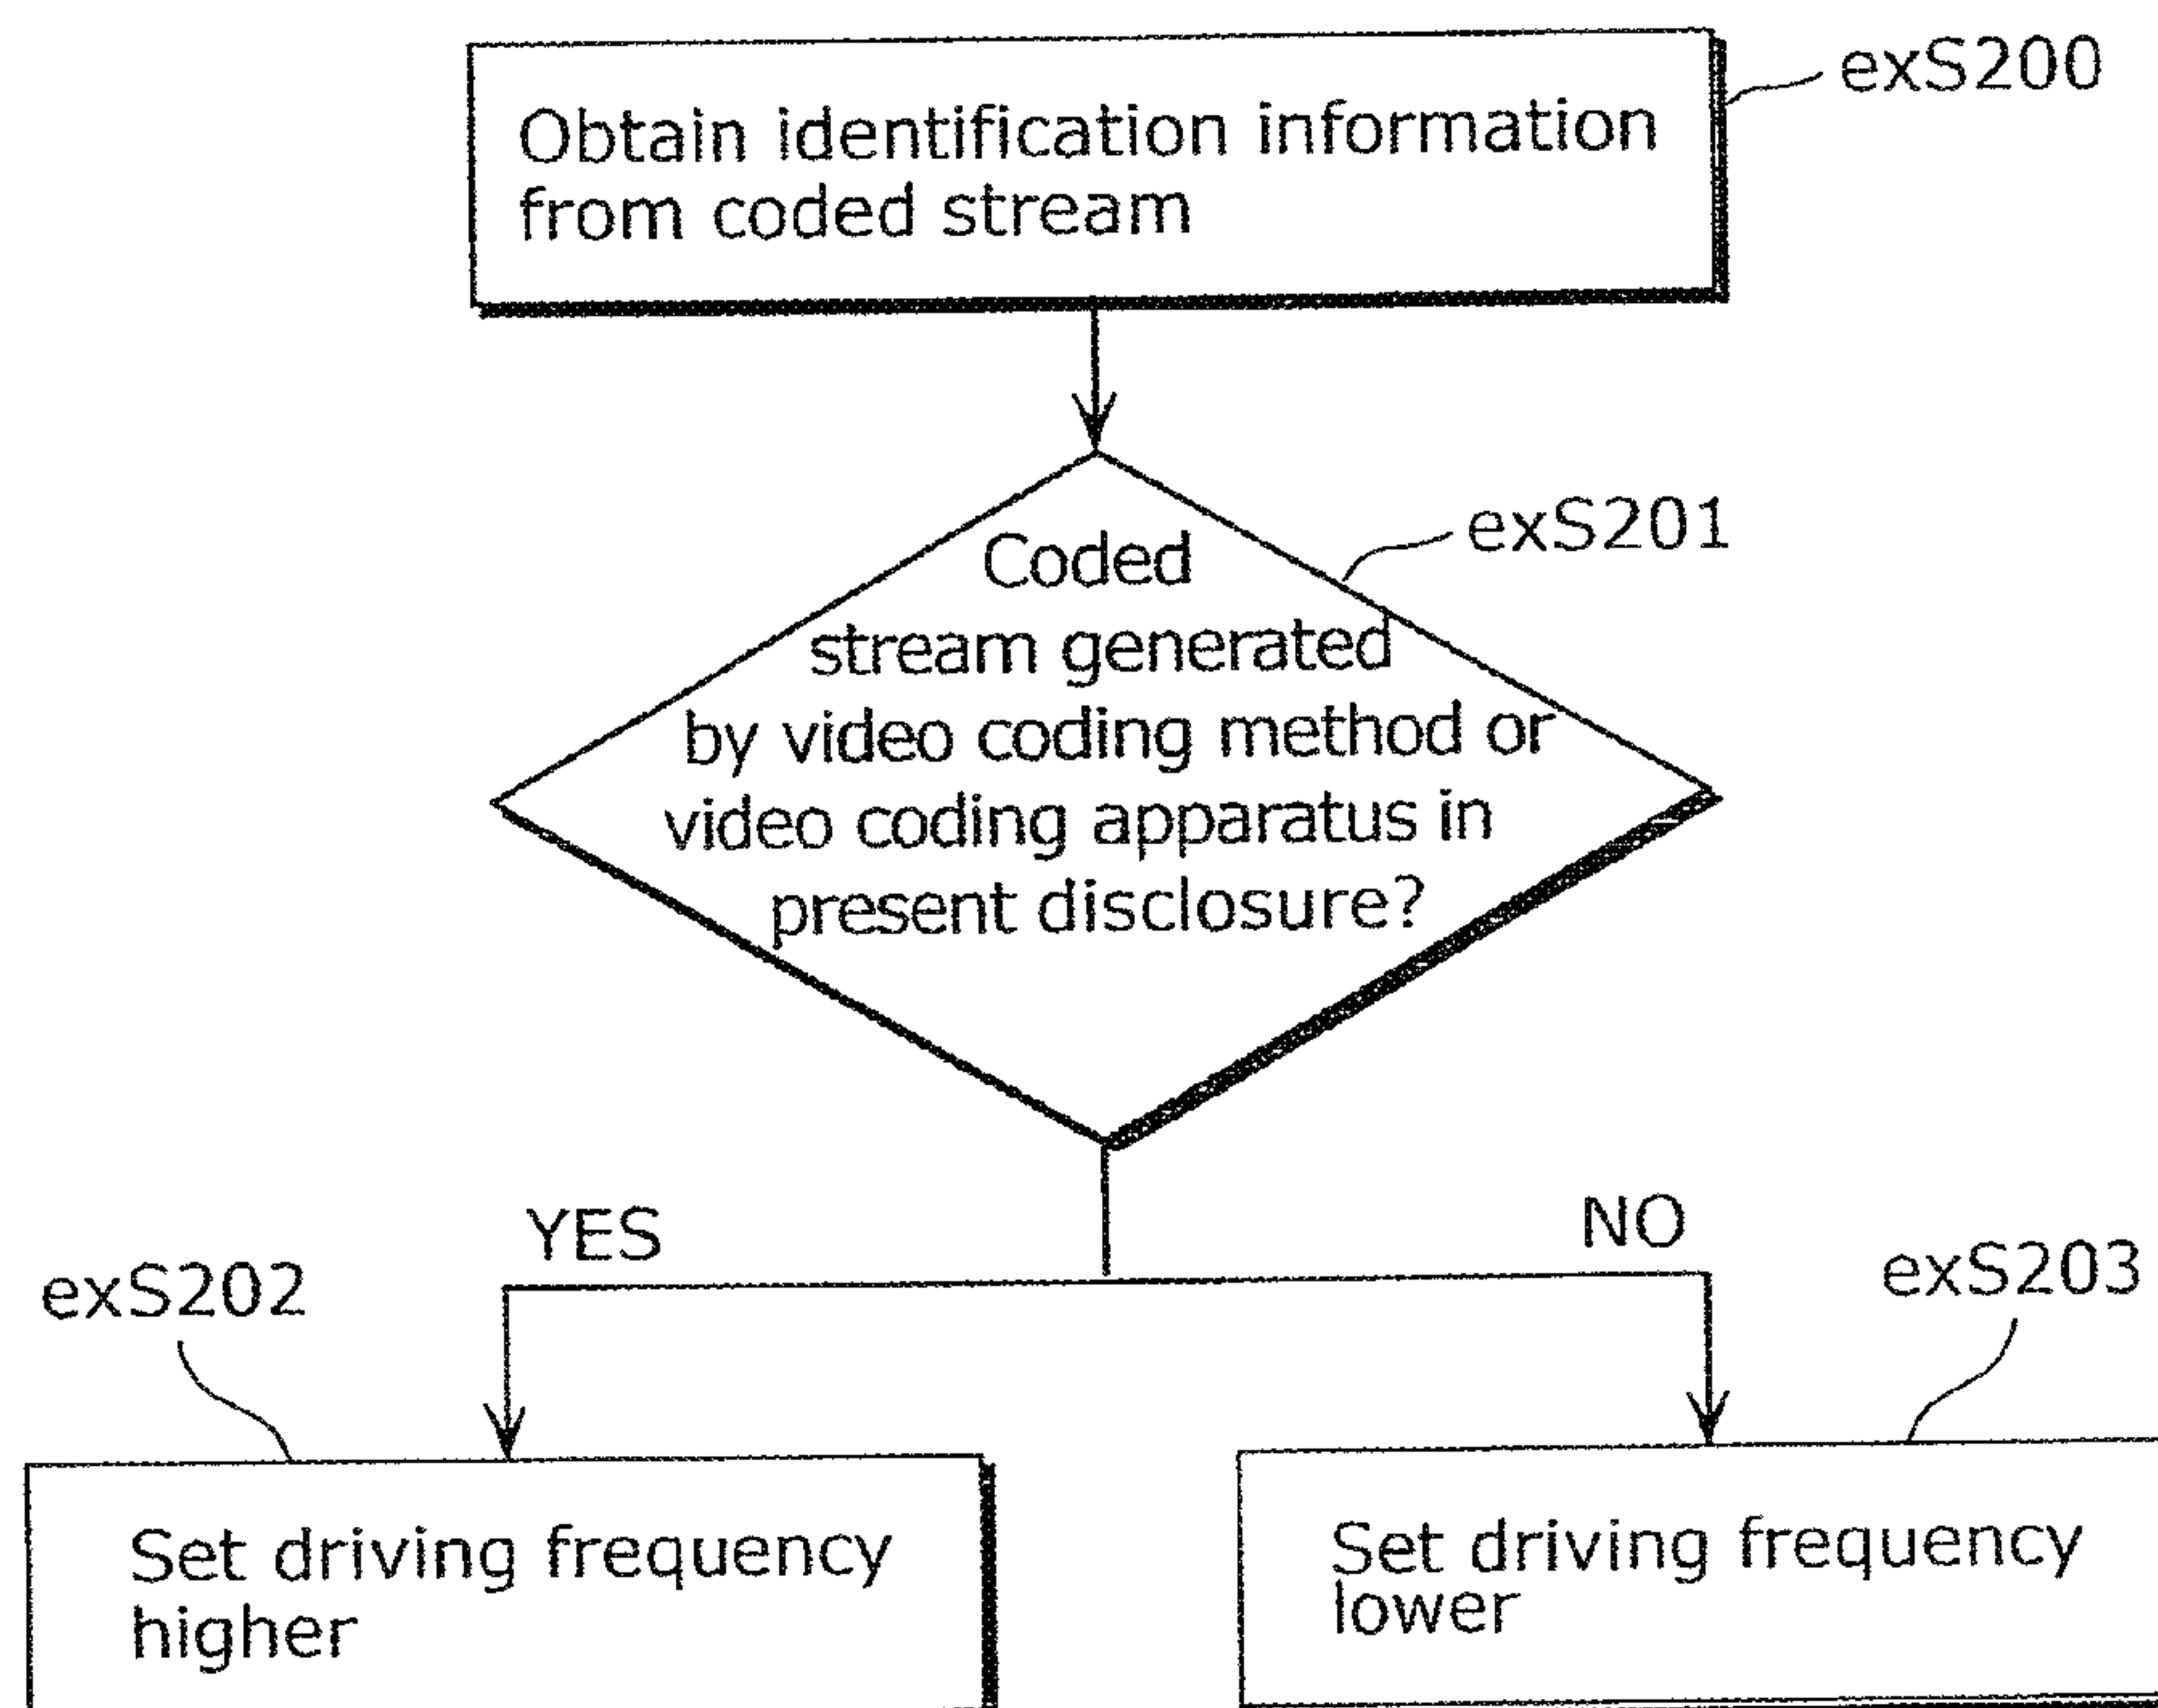 exS200
Obtain identification information
from coded stream
exS201
Coded
stream generated
by video coding method or
video coding apparatus in
present disclosure?
YES
NO
exS202
exS203
Set driving frequency
higher
Set driving frequency
lower